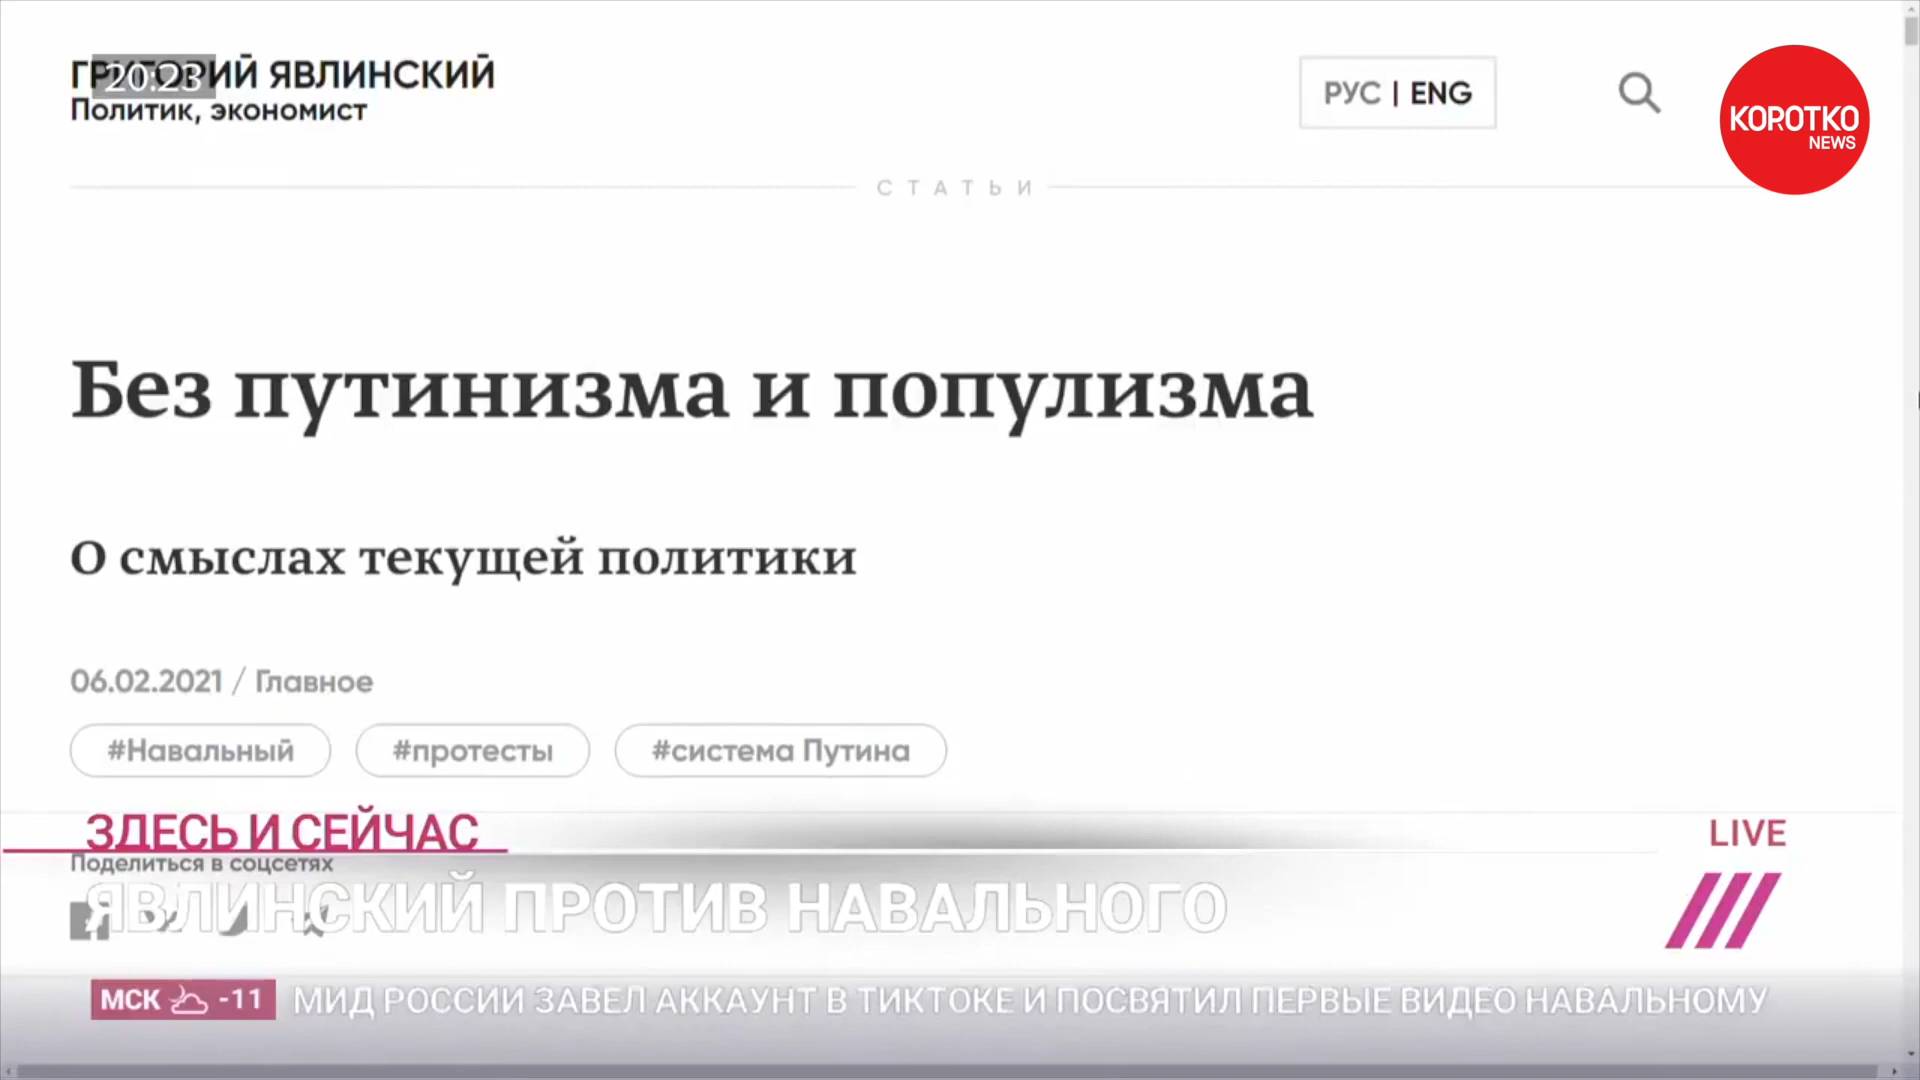 ГРИГОРИЙ ЯВЛИНСКИЙ
20:23
Политик, экономист
РУС | ENG
KOROTKO
NEWS
СТАТЬИ
Без путинизма и популизма
О смыслах текущей политики
06.02.2021 / Главное
#Навальный
#протесты
#система Путина
ЗДЕСЬ И СЕЙЧАС
LIVE
Поделиться в соцсетях
ЯВЛИНСКИЙ ПРОТИВ НАВАЛЬНОГО
МСК -11
МИД РОССИИ ЗАВЕЛ АККАУНТ В ТИКТОКЕ И ПОСВЯТИЛ ПЕРВЫЕ ВИДЕО НАВАЛЬНОМУ